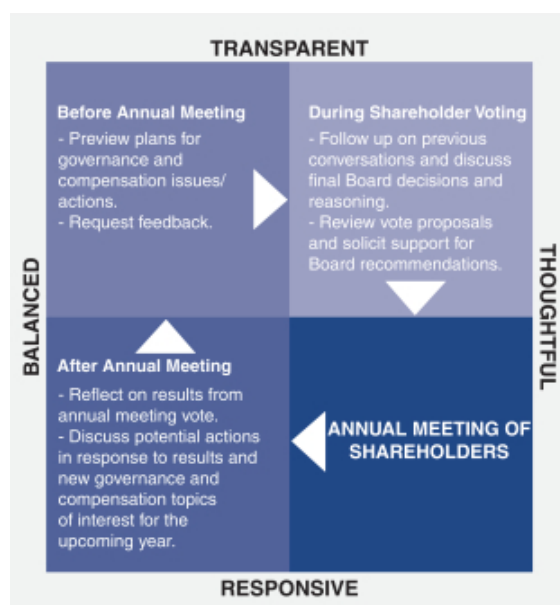 TRANSPARENT
Before Annual Meeting
- Preview plans for
governance and
compensation issues/
actions.
- Request feedback.
During Shareholder Voting
- Follow up on previous
conversations and discuss
final Board decisions and
reasoning.
- Review vote proposals
and solicit support for
Board recommendations.
BALANCED
THOUGHTFUL
After Annual Meeting
- Reflect on results from
annual meeting vote.
- Discuss potential actions
in response to results and
new governance and
compensation topics
of interest for the
upcoming year.
ANNUAL MEETING OF
SHAREHOLDERS
RESPONSIVE